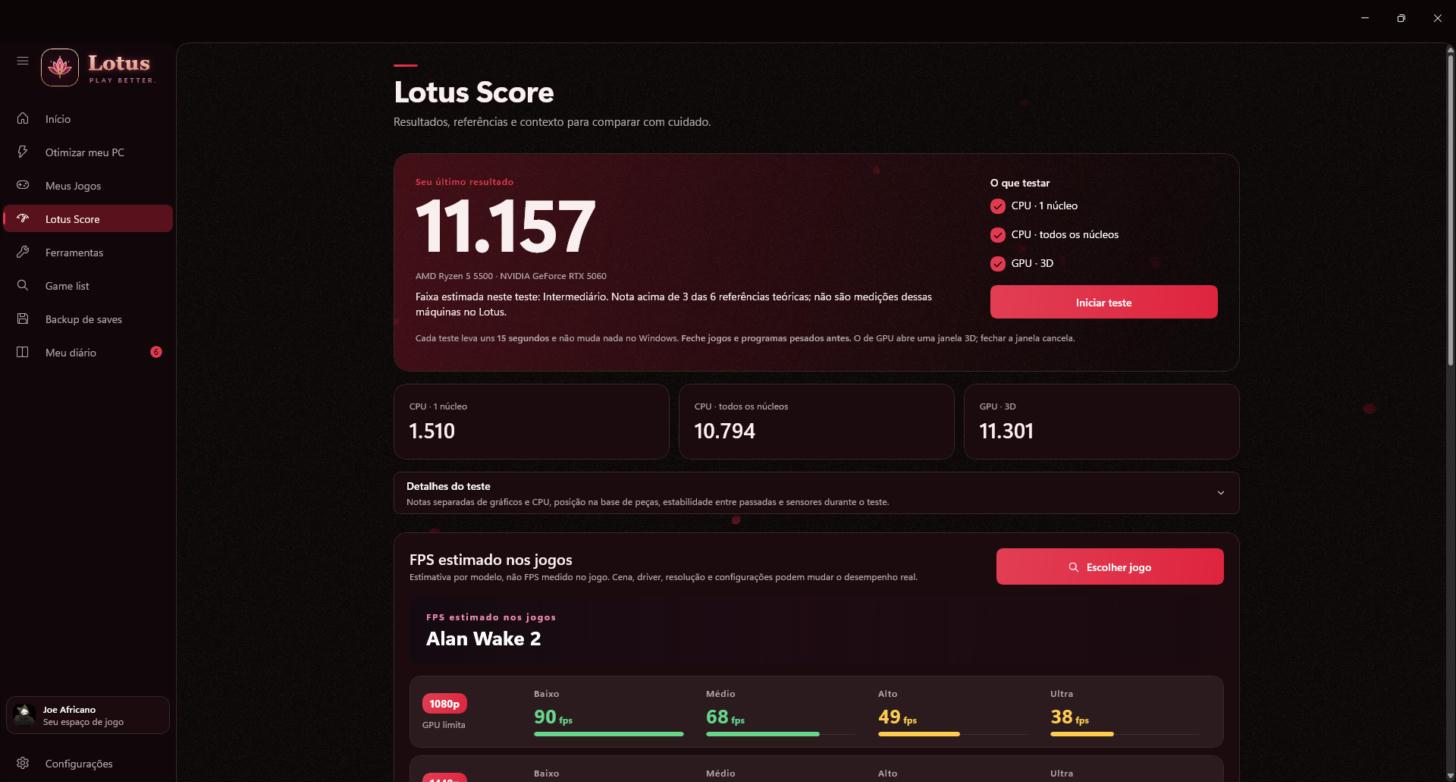 Lotus
PLAY BETTER.
Início
Otimizar meu PC
Meus Jogos
Lotus Score
Ferramentas
Game list
Backup de saves
Meu diário
6
Joe Africano
Seu espaço de jogo
Configurações
Lotus Score
Resultados, referências e contexto para comparar com cuidado.
Seu último resultado
11.157
AMD Ryzen 5 5500 · NVIDIA GeForce RTX 5060
Faixa estimada neste teste: Intermediário. Nota acima de 3 das 6 referências teóricas; não são medições dessas
máquinas no Lotus.
O que testar
CPU · 1 núcleo
CPU · todos os núcleos
GPU · 3D
Iniciar teste
Cada teste leva uns 15 segundos e não muda nada no Windows. Feche jogos e programas pesados antes. O de GPU abre uma janela 3D; fechar a janela cancela.
CPU · 1 núcleo
1.510
CPU · todos os núcleos
10.794
GPU · 3D
11.301
Detalhes do teste
Notas separadas de gráficos e CPU, posição na base de peças, estabilidade entre passadas e sensores durante o teste.
FPS estimado nos jogos
Estimativa por modelo, não FPS medido no jogo. Cena, driver, resolução e configurações podem mudar o desempenho real.
Escolher jogo
FPS estimado nos jogos
Alan Wake 2
1080p
GPU limita
Baixo
90 fps
Médio
68 fps
Alto
49 fps
Ultra
38 fps
1440p
Baixo
Médio
Alto
Ultra